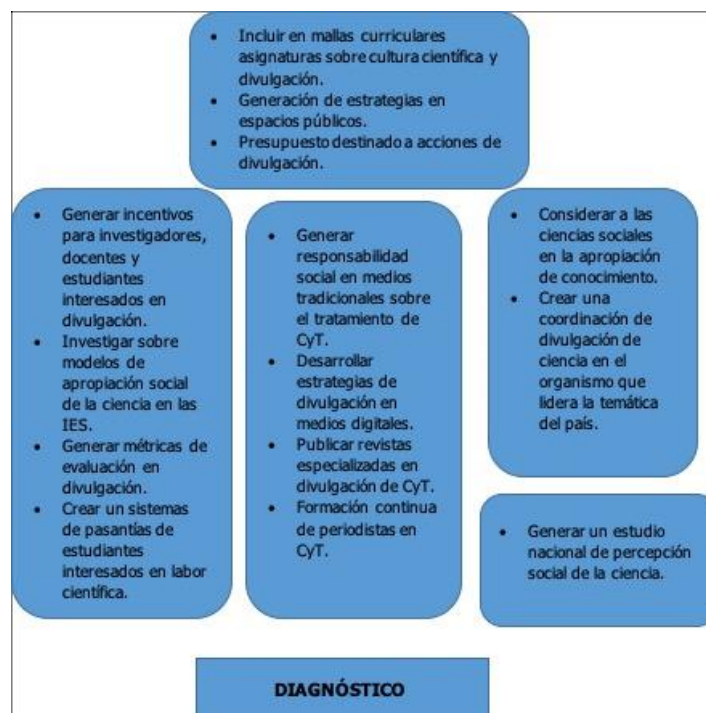 • Incluir en mallas curriculares
asignaturas sobre cultura científica y
divulgación.
• Generación de estrategias en
espacios públicos.
• Presupuesto destinado a acciones de
divulgación.
• Generar incentivos
para investigadores,
docentes y
estudiantes
interesados en
divulgación.
• Investigar sobre
modelos de
apropiación social
de la ciencia en las
IES.
• Generar métricas de
evaluación en
divulgación.
• Crear un sistemas
de pasantías de
estudiantes
interesados en labor
científica.
• Generar
responsabilidad
social en medios
tradicionales sobre
el tratamiento de
CyT.
• Desarrollar
estrategias de
divulgación en
medios digitales.
• Publicar revistas
especializadas en
divulgación de CyT.
• Formación continua
de periodistas en
CyT.
• Considerar a las
ciencias sociales
en la apropiación
de conocimiento.
• Crear una
coordinación de
divulgación de
ciencia en el
organismo que
lidera la temática
del país.
• Generar un estudio
nacional de percepción
social de la ciencia.
DIAGNÓSTICO